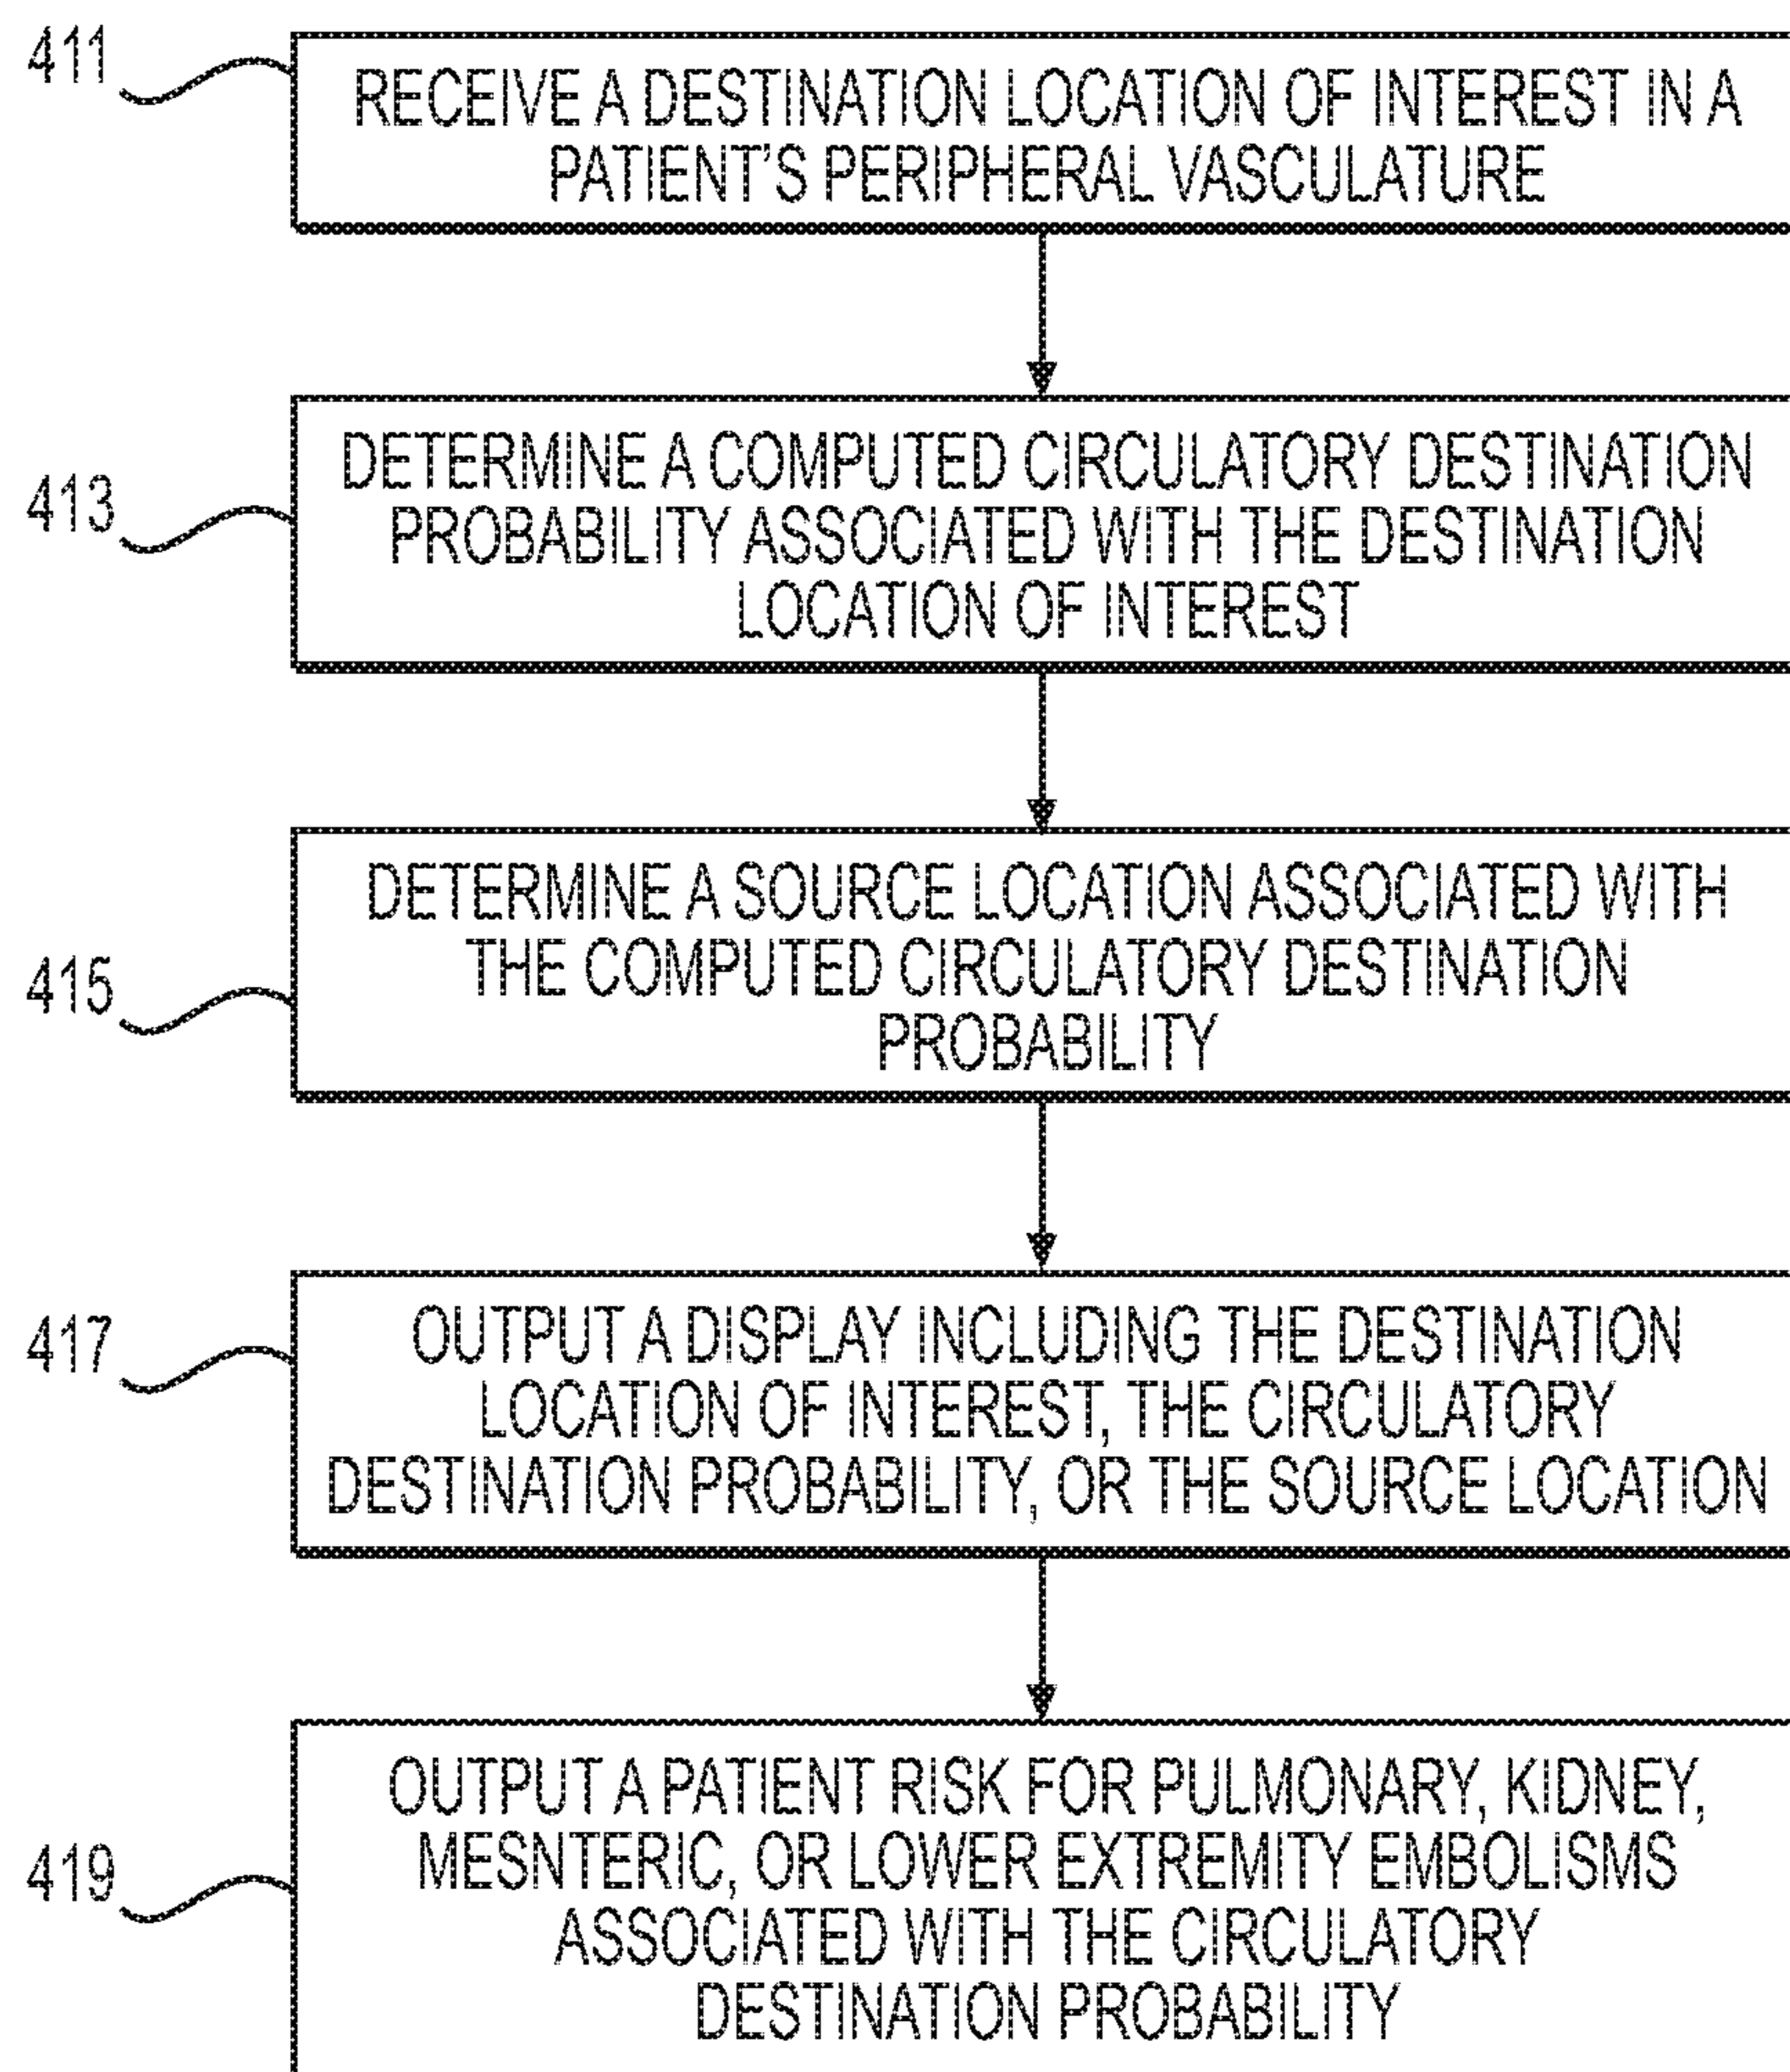 411
RECEIVE A DESTINATION LOCATION OF INTEREST IN A
PATIENT'S PERIPHERAL VASCULATURE
413
DETERMINE A COMPUTED CIRCULATORY DESTINATION
PROBABILITY ASSOCIATED WITH THE DESTINATION
LOCATION OF INTEREST
415
DETERMINE A SOURCE LOCATION ASSOCIATED WITH
THE COMPUTED CIRCULATORY DESTINATION
PROBABILITY
417
OUTPUT A DISPLAY INCLUDING THE DESTINATION
LOCATION OF INTEREST, THE CIRCULATORY
DESTINATION PROBABILITY, OR THE SOURCE LOCATION
419
OUTPUT A PATIENT RISK FOR PULMONARY, KIDNEY,
MESNTERIC, OR LOWER EXTREMITY EMBOLISMS
ASSOCIATED WITH THE CIRCULATORY
DESTINATION PROBABILITY